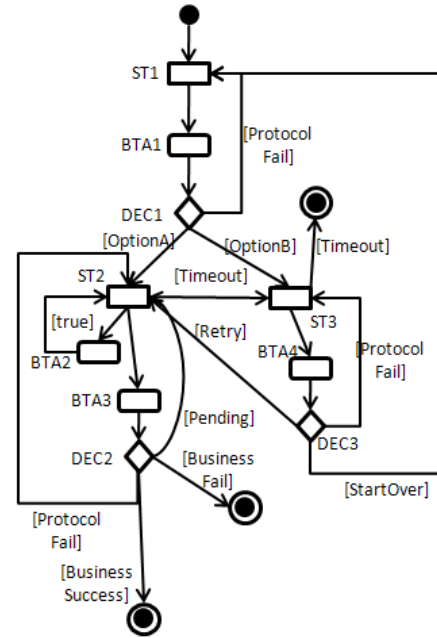 ST1
BTA1
[Protocol
Fail]
DEC1
[OptionA]
[OptionB]
[Timeout]
ST2
[Timeout]
ST3
[true]
[Retry]
BTA2
BTA4
[Protocol
Fail]
BTA3
[Pending]
DEC2
DEC3
[Business
Fail]
[StartOver]
[Protocol
Fail]
[Business
Success]